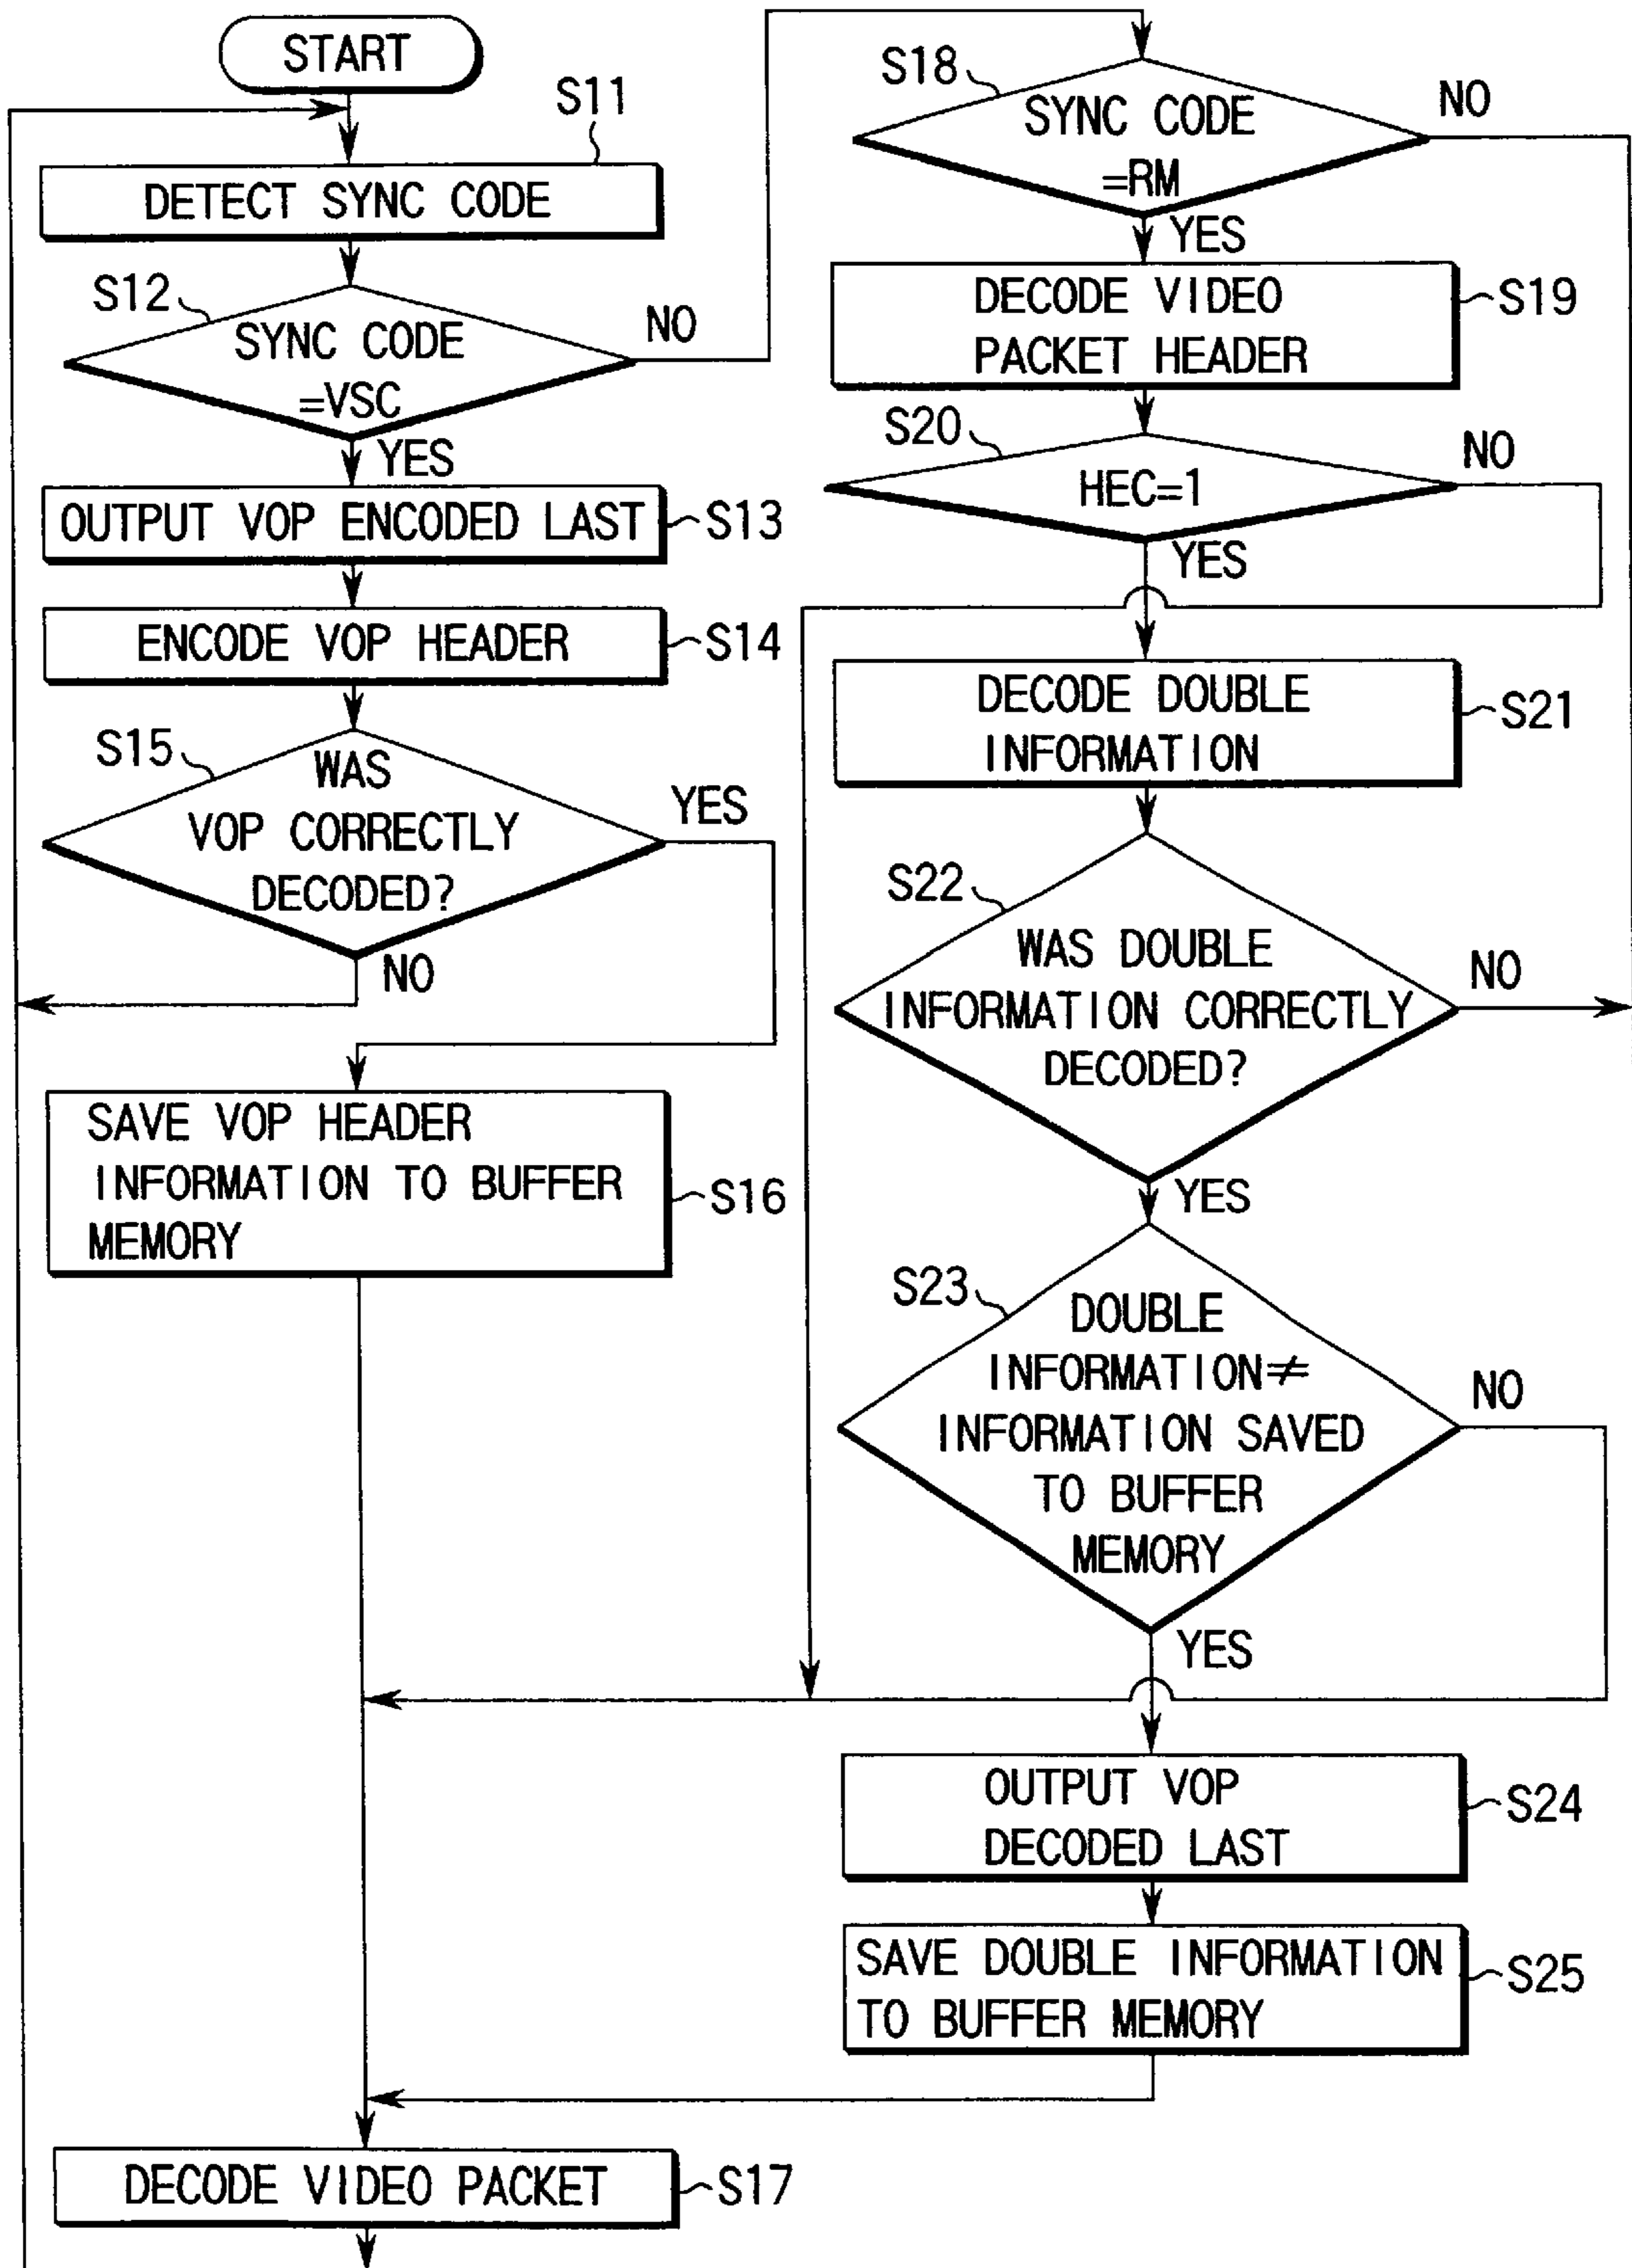 START
S11
DETECT SYNC CODE
S12
SYNC CODE
=VSC
NO
YES
OUTPUT VOP ENCODED LAST
S13
ENCODE VOP HEADER
S14
S15
WAS
VOP CORRECTLY
DECODED?
YES
NO
SAVE VOP HEADER
INFORMATION TO BUFFER
MEMORY
S16
DECODE VIDEO PACKET
S17
S18
SYNC CODE
=RM
NO
YES
DECODE VIDEO
PACKET HEADER
S19
S20
HEC=1
NO
YES
DECODE DOUBLE
INFORMATION
S21
S22
WAS DOUBLE
INFORMATION CORRECTLY
DECODED?
NO
YES
S23
DOUBLE
INFORMATION≠
INFORMATION SAVED
TO BUFFER
MEMORY
NO
YES
OUTPUT VOP
DECODED LAST
S24
SAVE DOUBLE INFORMATION
TO BUFFER MEMORY
S25